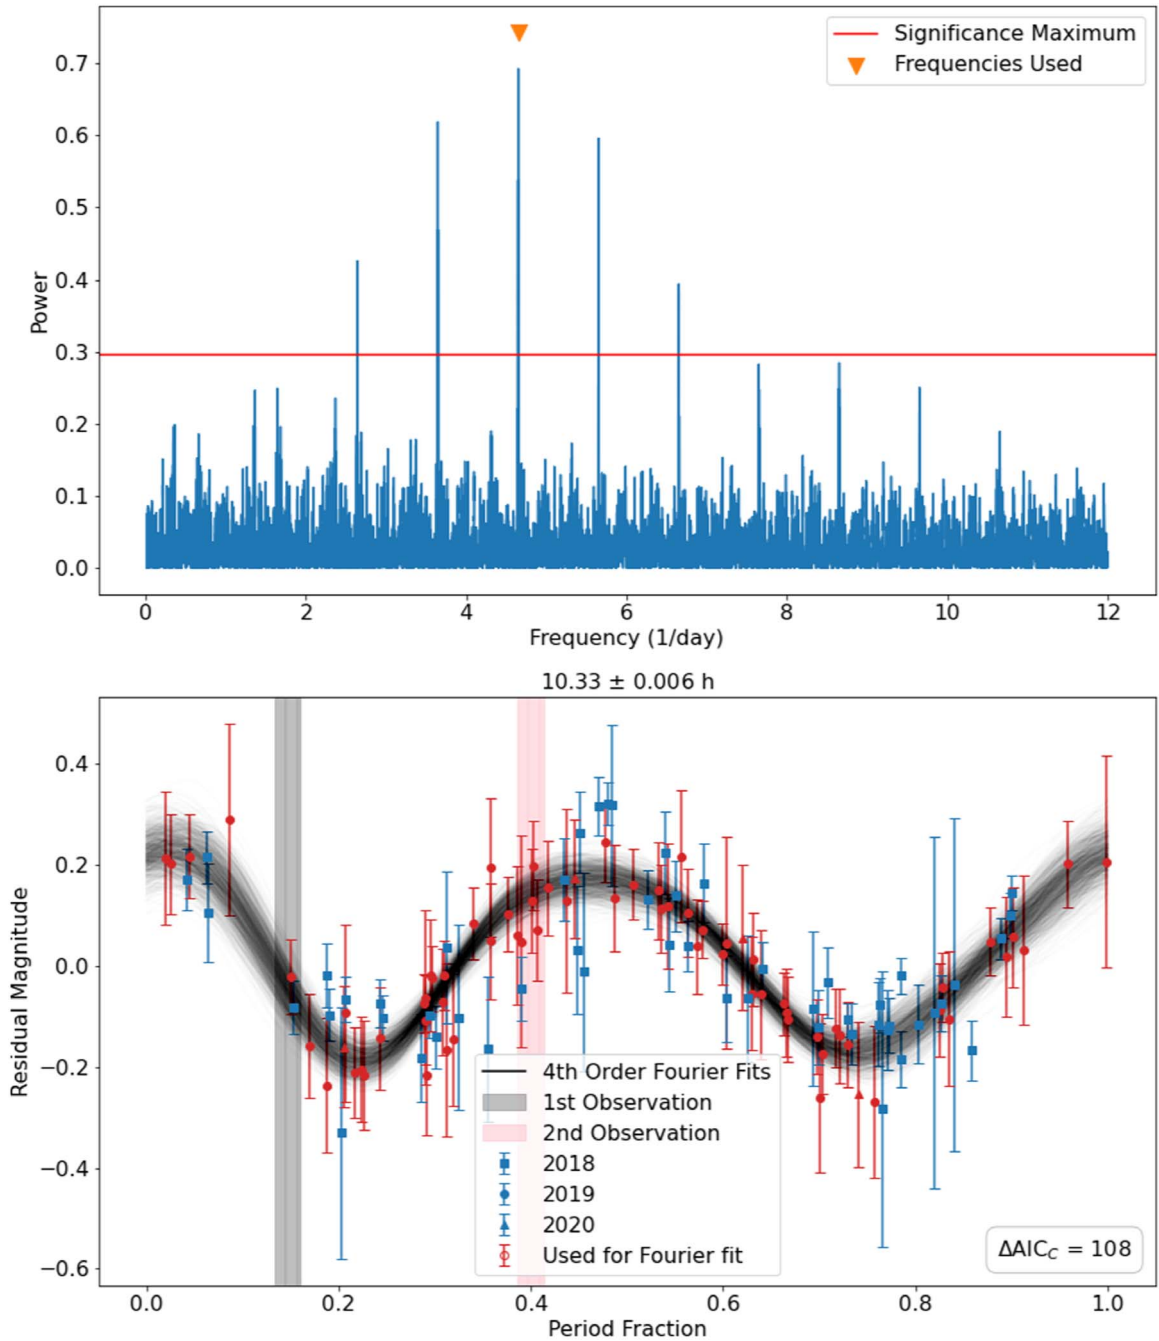 Significance Maximum
Frequencies Used
0.7
0.6
0.5
0.4
0.3
0.2
0.1
0.0
Power
0
2
4
6
8
10
12
Frequency (1/day)
10.33 ± 0.006 h
0.4
0.2
0.0
−0.2
−0.4
−0.6
Residual Magnitude
4th Order Fourier Fits
1st Observation
2nd Observation
2018
2019
2020
Used for Fourier fit
ΔAIC_C = 108
0.0
0.2
0.4
0.6
0.8
1.0
Period Fraction